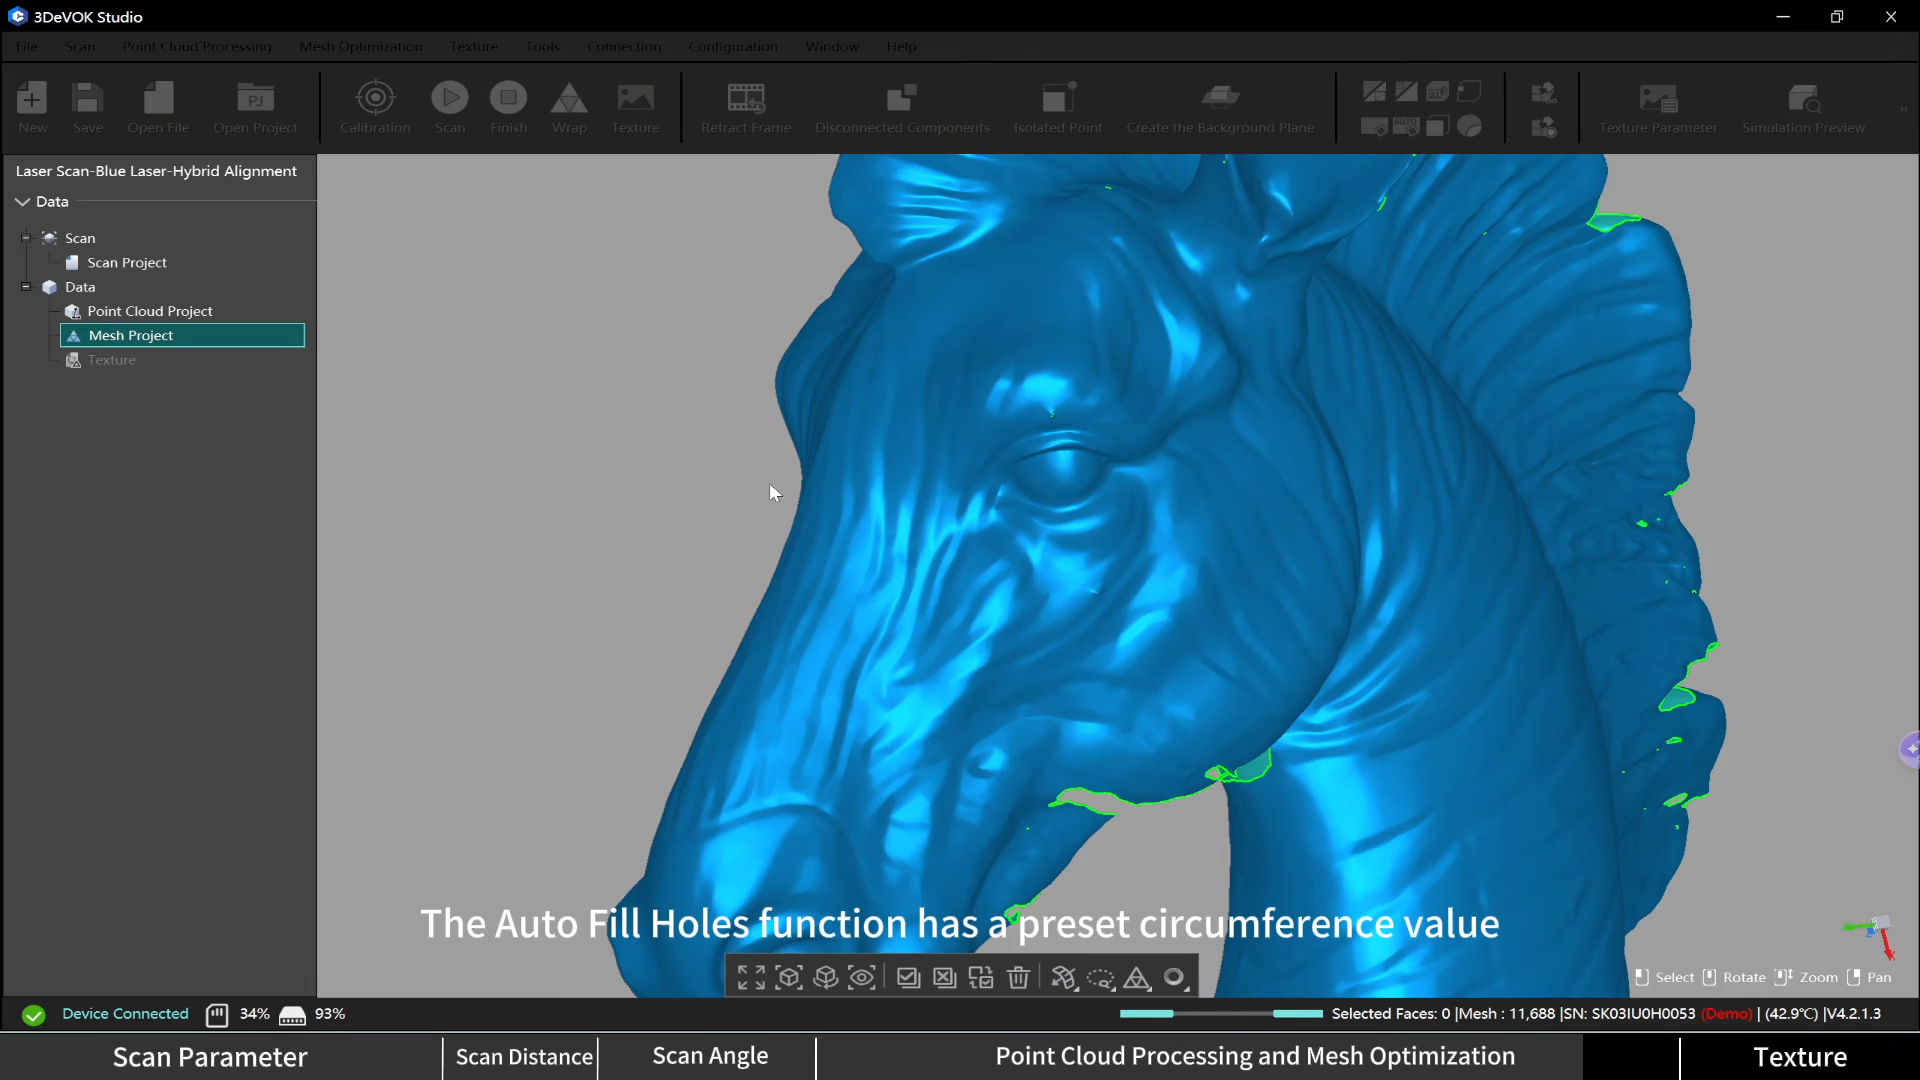 3DeVOK Studio
File Scan Point Cloud Processing Mesh Optimization Texture Tools Connection Configuration Window Help
New Save Open File Open Project Calibration Scan Finish Wrap Texture Retract Frame Disconnected Components Isolated Point Create the Background Plane Texture Parameter Simulation Preview
PJ
AUTO
Laser Scan-Blue Laser-Hybrid Alignment
Data
Scan
Scan Project
Data
Point Cloud Project
Mesh Project
Texture
The Auto Fill Holes function has a preset circumference value
Select Rotate Zoom Pan
Device Connected 34% 93% Selected Faces: 0 |Mesh : 11,688 |SN: SK03IU0H0053 (Demo) | (42.9℃) |V4.2.1.3
Scan Parameter Scan Distance Scan Angle Point Cloud Processing and Mesh Optimization Texture